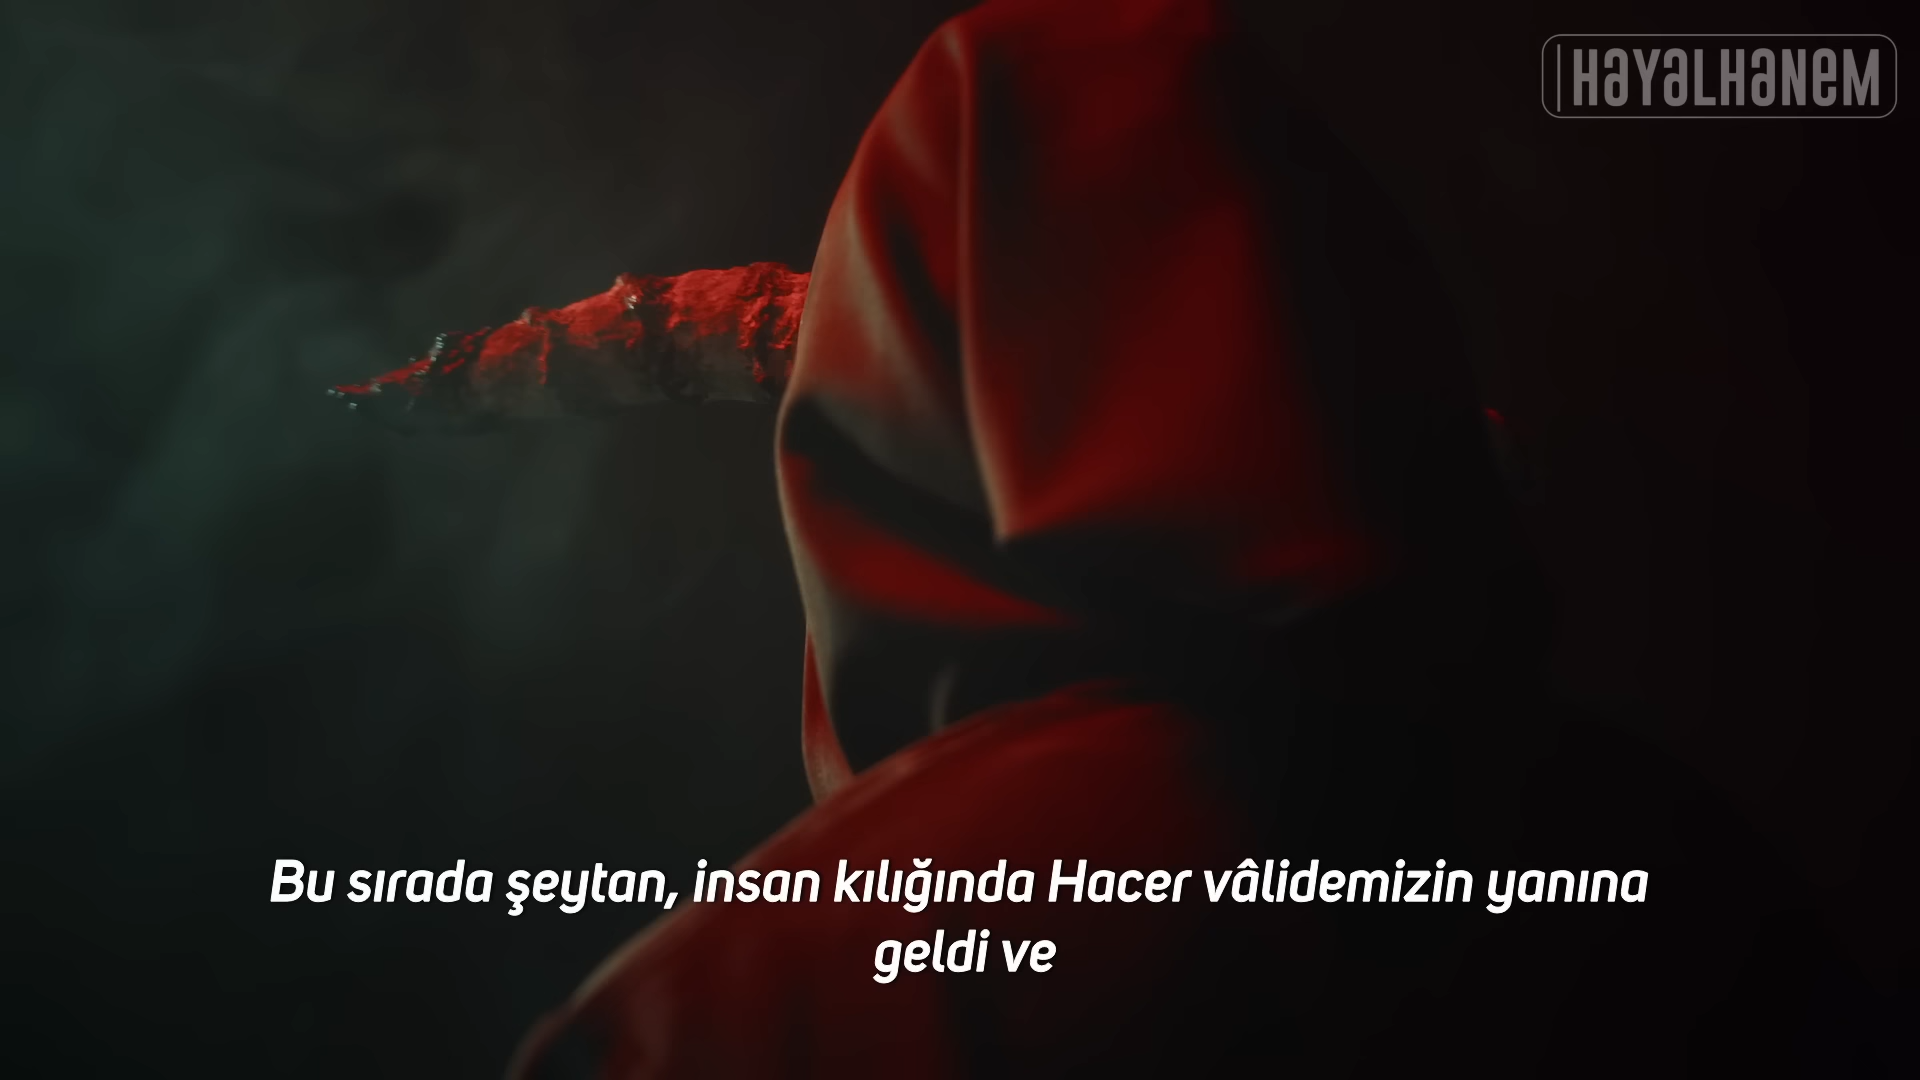 HAYALHANEM
Bu sırada şeytan, insan kılığında Hacer vâlidemizin yanına
geldi ve